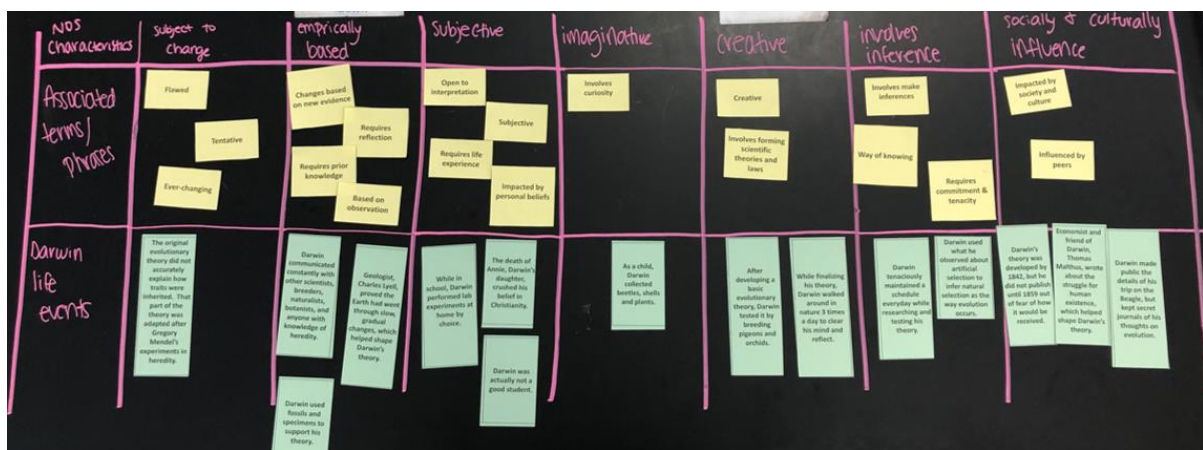 NOS
Characteristics
subject to
change
emprically
based
Subjective
imaginative
creative
involves
inference
socially & culturally
influence
Associated
terms/
phrases
Flawed
Tentative
Ever-changing
Changes based
on new evidence
Requires
reflection
Requires prior
knowledge
Based on
observation
Open to
interpretation
Subjective
Requires life
experience
Impacted by
personal beliefs
Involves
curiosity
Creative
Involves forming
scientific
theories and
laws
Involves make
inferences
Way of knowing
Requires
commitment &
tenacity
Impacted by
society and
culture
Influenced by
peers
Darwin
life
events
The original
evolutionary
theory did not
accurately
explain how
traits were
inherited. That
part of the
theory was
adapted after
Gregory
Mendel's
experiments in
heredity.
Darwin
communicated
constantly with
other scientists,
breeders,
naturalists,
botanists, and
anyone with
knowledge of
heredity.
Geologist,
Charles Lyell,
proved the
Earth had went
through slow,
gradual
changes, which
helped shape
Darwin's
theory.
Darwin used
fossils and
specimens to
support his
theory.
While in
school, Darwin
performed lab
experiments at
home by
choice.
The death of
Annie, Darwin's
daughter,
crushed his
belief in
Christianity.
Darwin was
actually not a
good student.
As a child,
Darwin
collected
beetles, shells
and plants.
After
developing a
basic
evolutionary
theory, Darwin
tested it by
breeding
pigeons and
orchids.
While finalizing
his theory,
Darwin walked
around in
nature 3 times
a day to clear
his mind and
reflect.
Darwin
tenaciously
maintained a
schedule
everyday while
researching and
testing his
theory.
Darwin used
what he
observed about
artificial
selection to
infer natural
selection as the
way evolution
occurs.
Darwin's
theory was
developed by
1842, but he
did not publish
until 1859 out
of fear of how
it would be
received.
Economist and
friend of
Darwin,
Thomas
Malthus, wrote
about the
struggle for
human
existence,
which helped
shape Darwin's
theory.
Darwin made
public the
details of his
trip on the
Beagle, but
kept secret
journals of his
thoughts on
evolution.